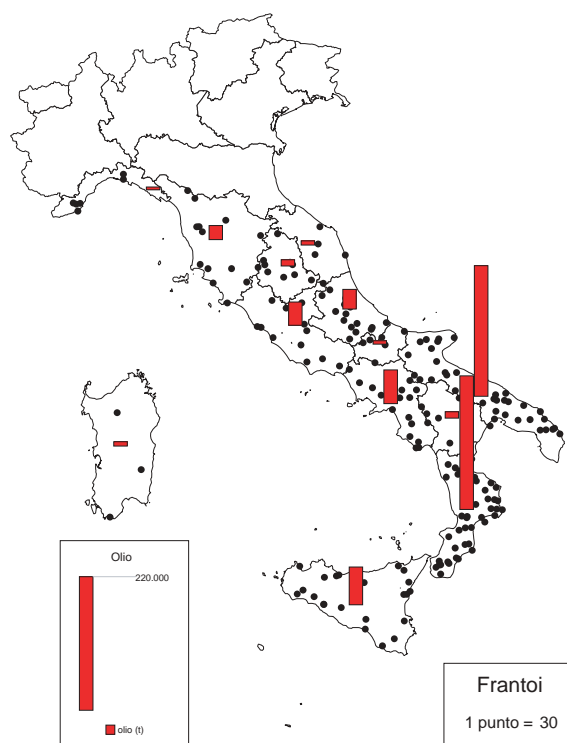 Olio
220.000
olio (t)
Frantoi
1 punto = 30